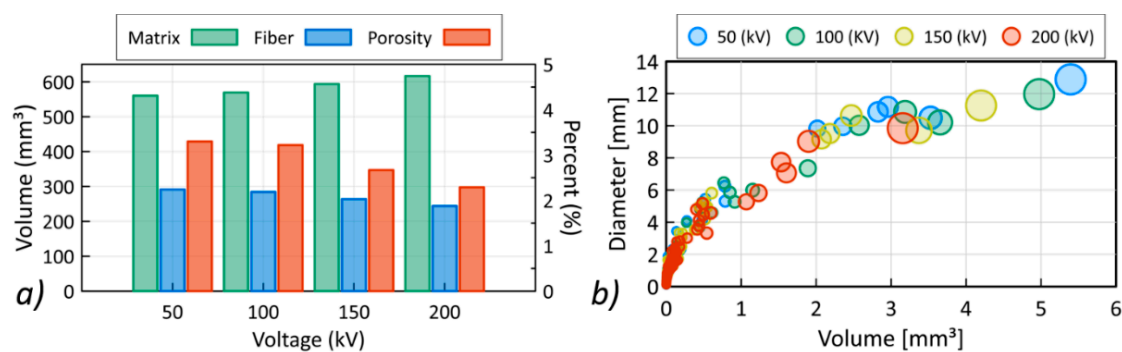 Matrix Fiber Porosity
Volume (mm³)
600
500
400
300
200
100
0
5
4
3
2
1
0
Percent (%)
50 100 150 200
Voltage (kV)
a)
50 (kV) 100 (KV) 150 (kV) 200 (kV)
Diameter [mm]
14
12
10
8
6
4
2
0
0 1 2 3 4 5 6
Volume [mm³]
b)